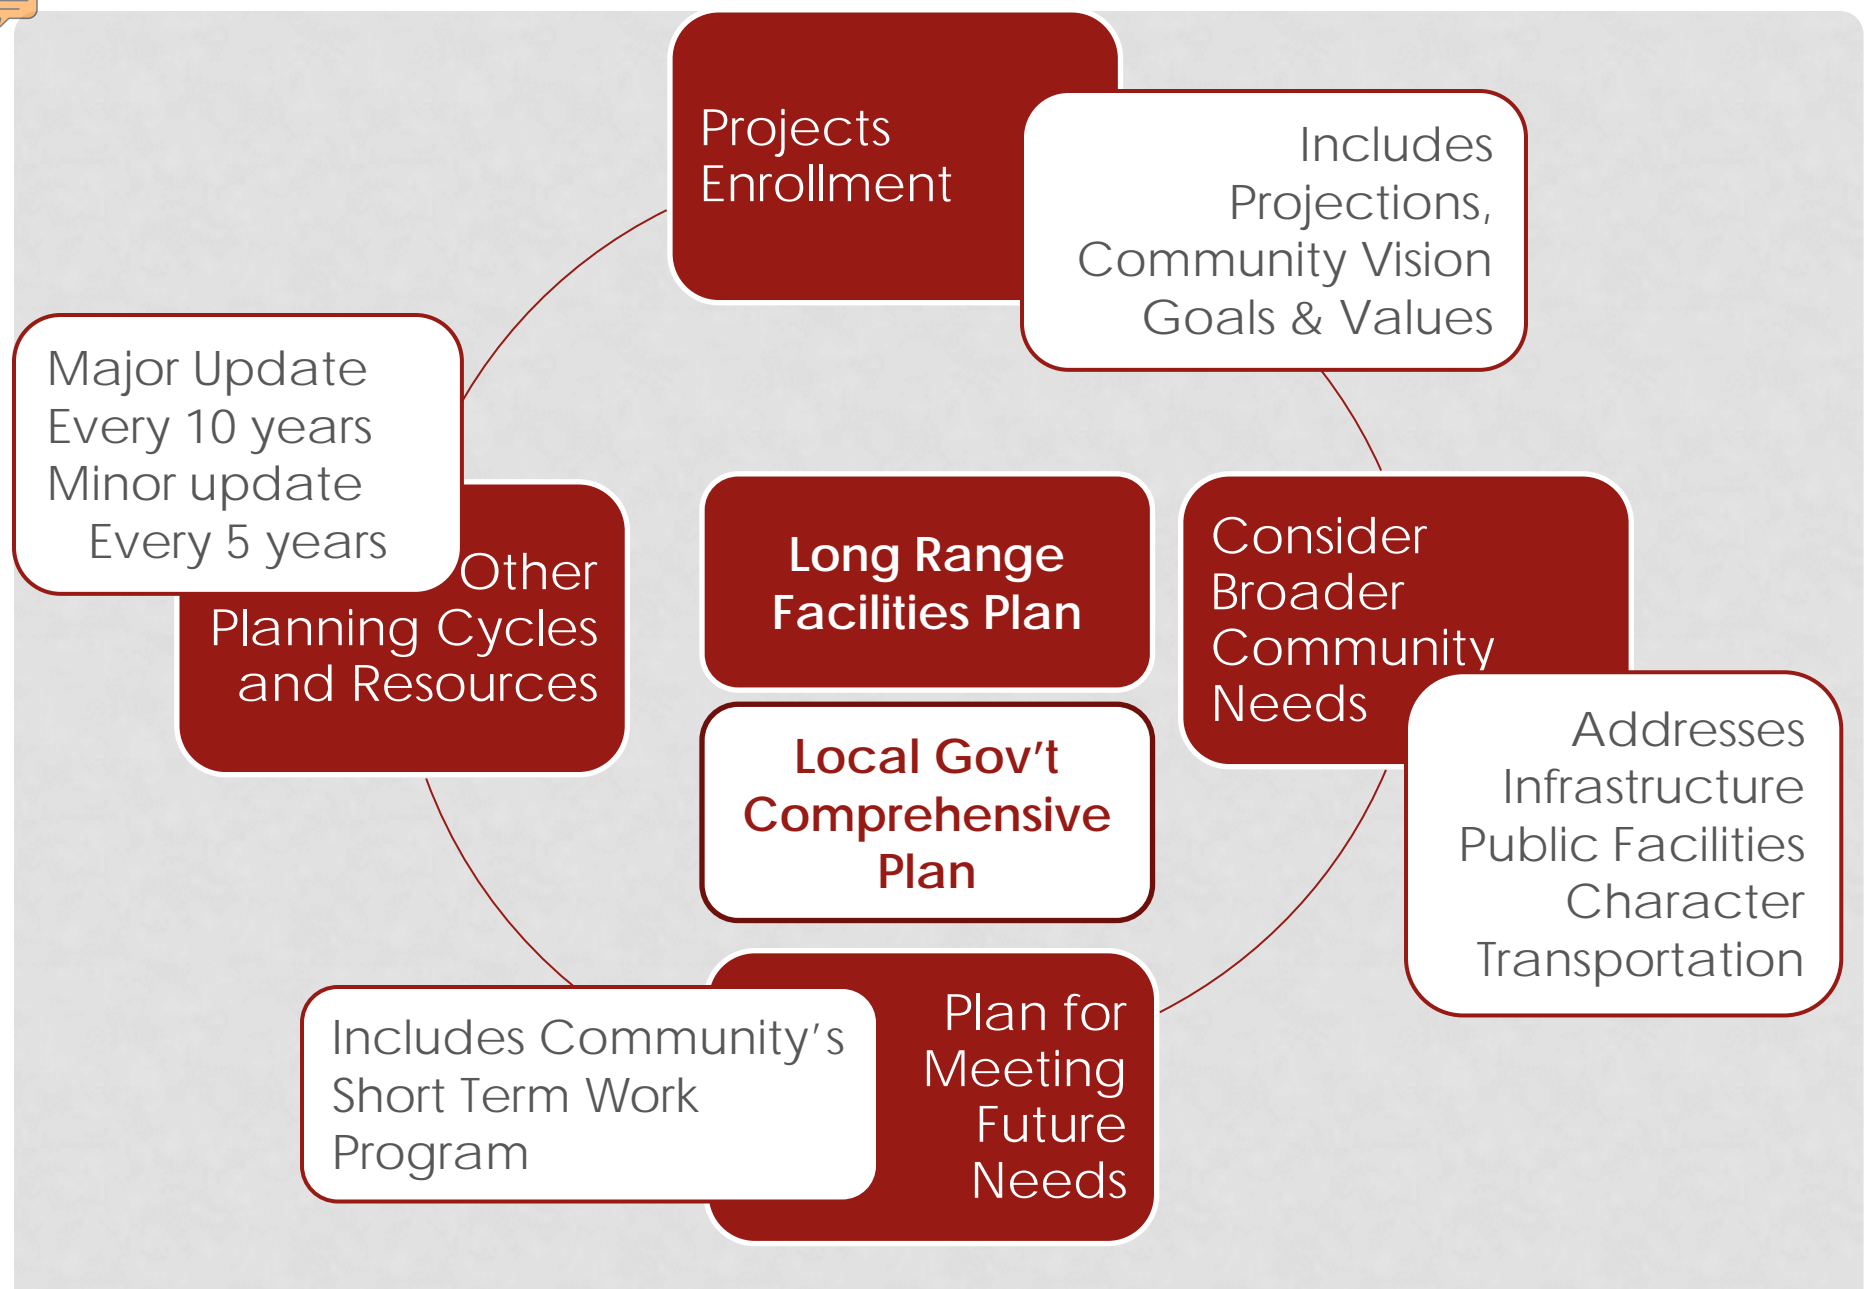 Projects
Enrollment
Includes
Projections,
Community Vision
Goals & Values
Major Update
Every 10 years
Minor update
Every 5 years
Other
Planning Cycles
and Resources
Long Range
Facilities Plan
Local Gov't
Comprehensive
Plan
Consider
Broader
Community
Needs
Addresses
Infrastructure
Public Facilities
Character
Transportation
Includes Community's
Short Term Work
Program
Plan for
Meeting
Future
Needs